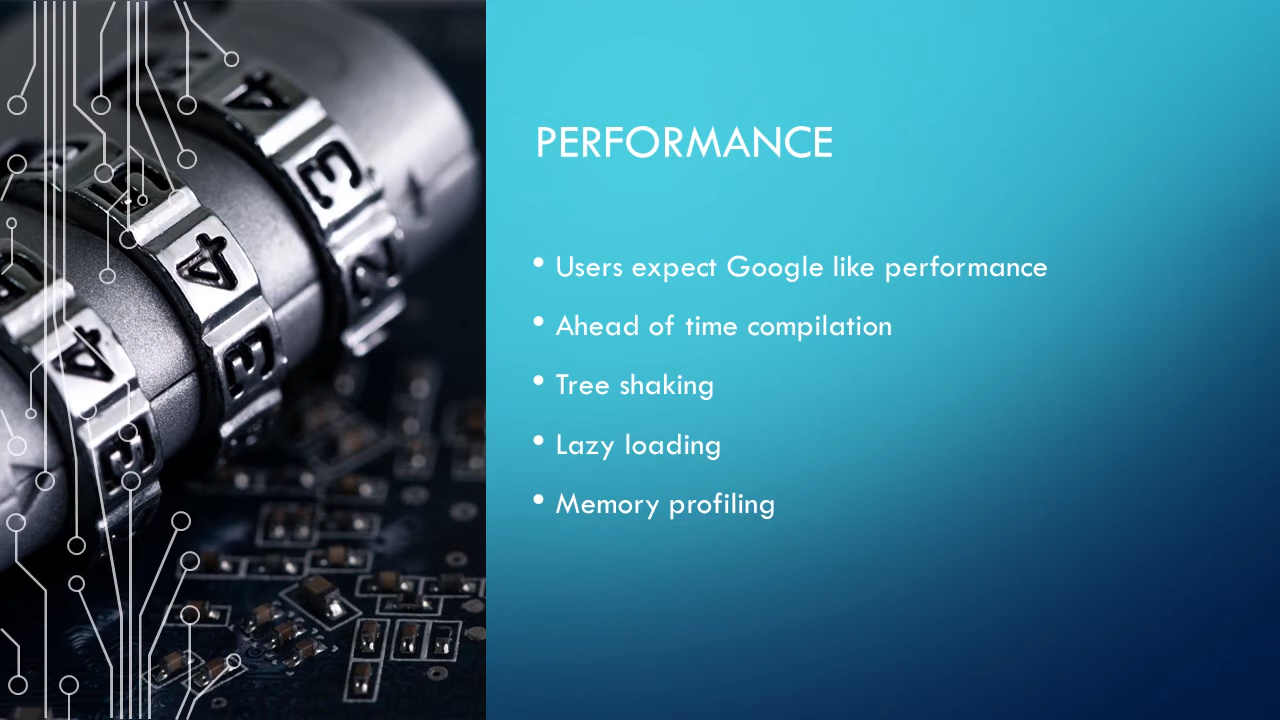 PERFORMANCE
• Users expect Google like performance
• Ahead of time compilation
• Tree shaking
• Lazy loading
• Memory profiling